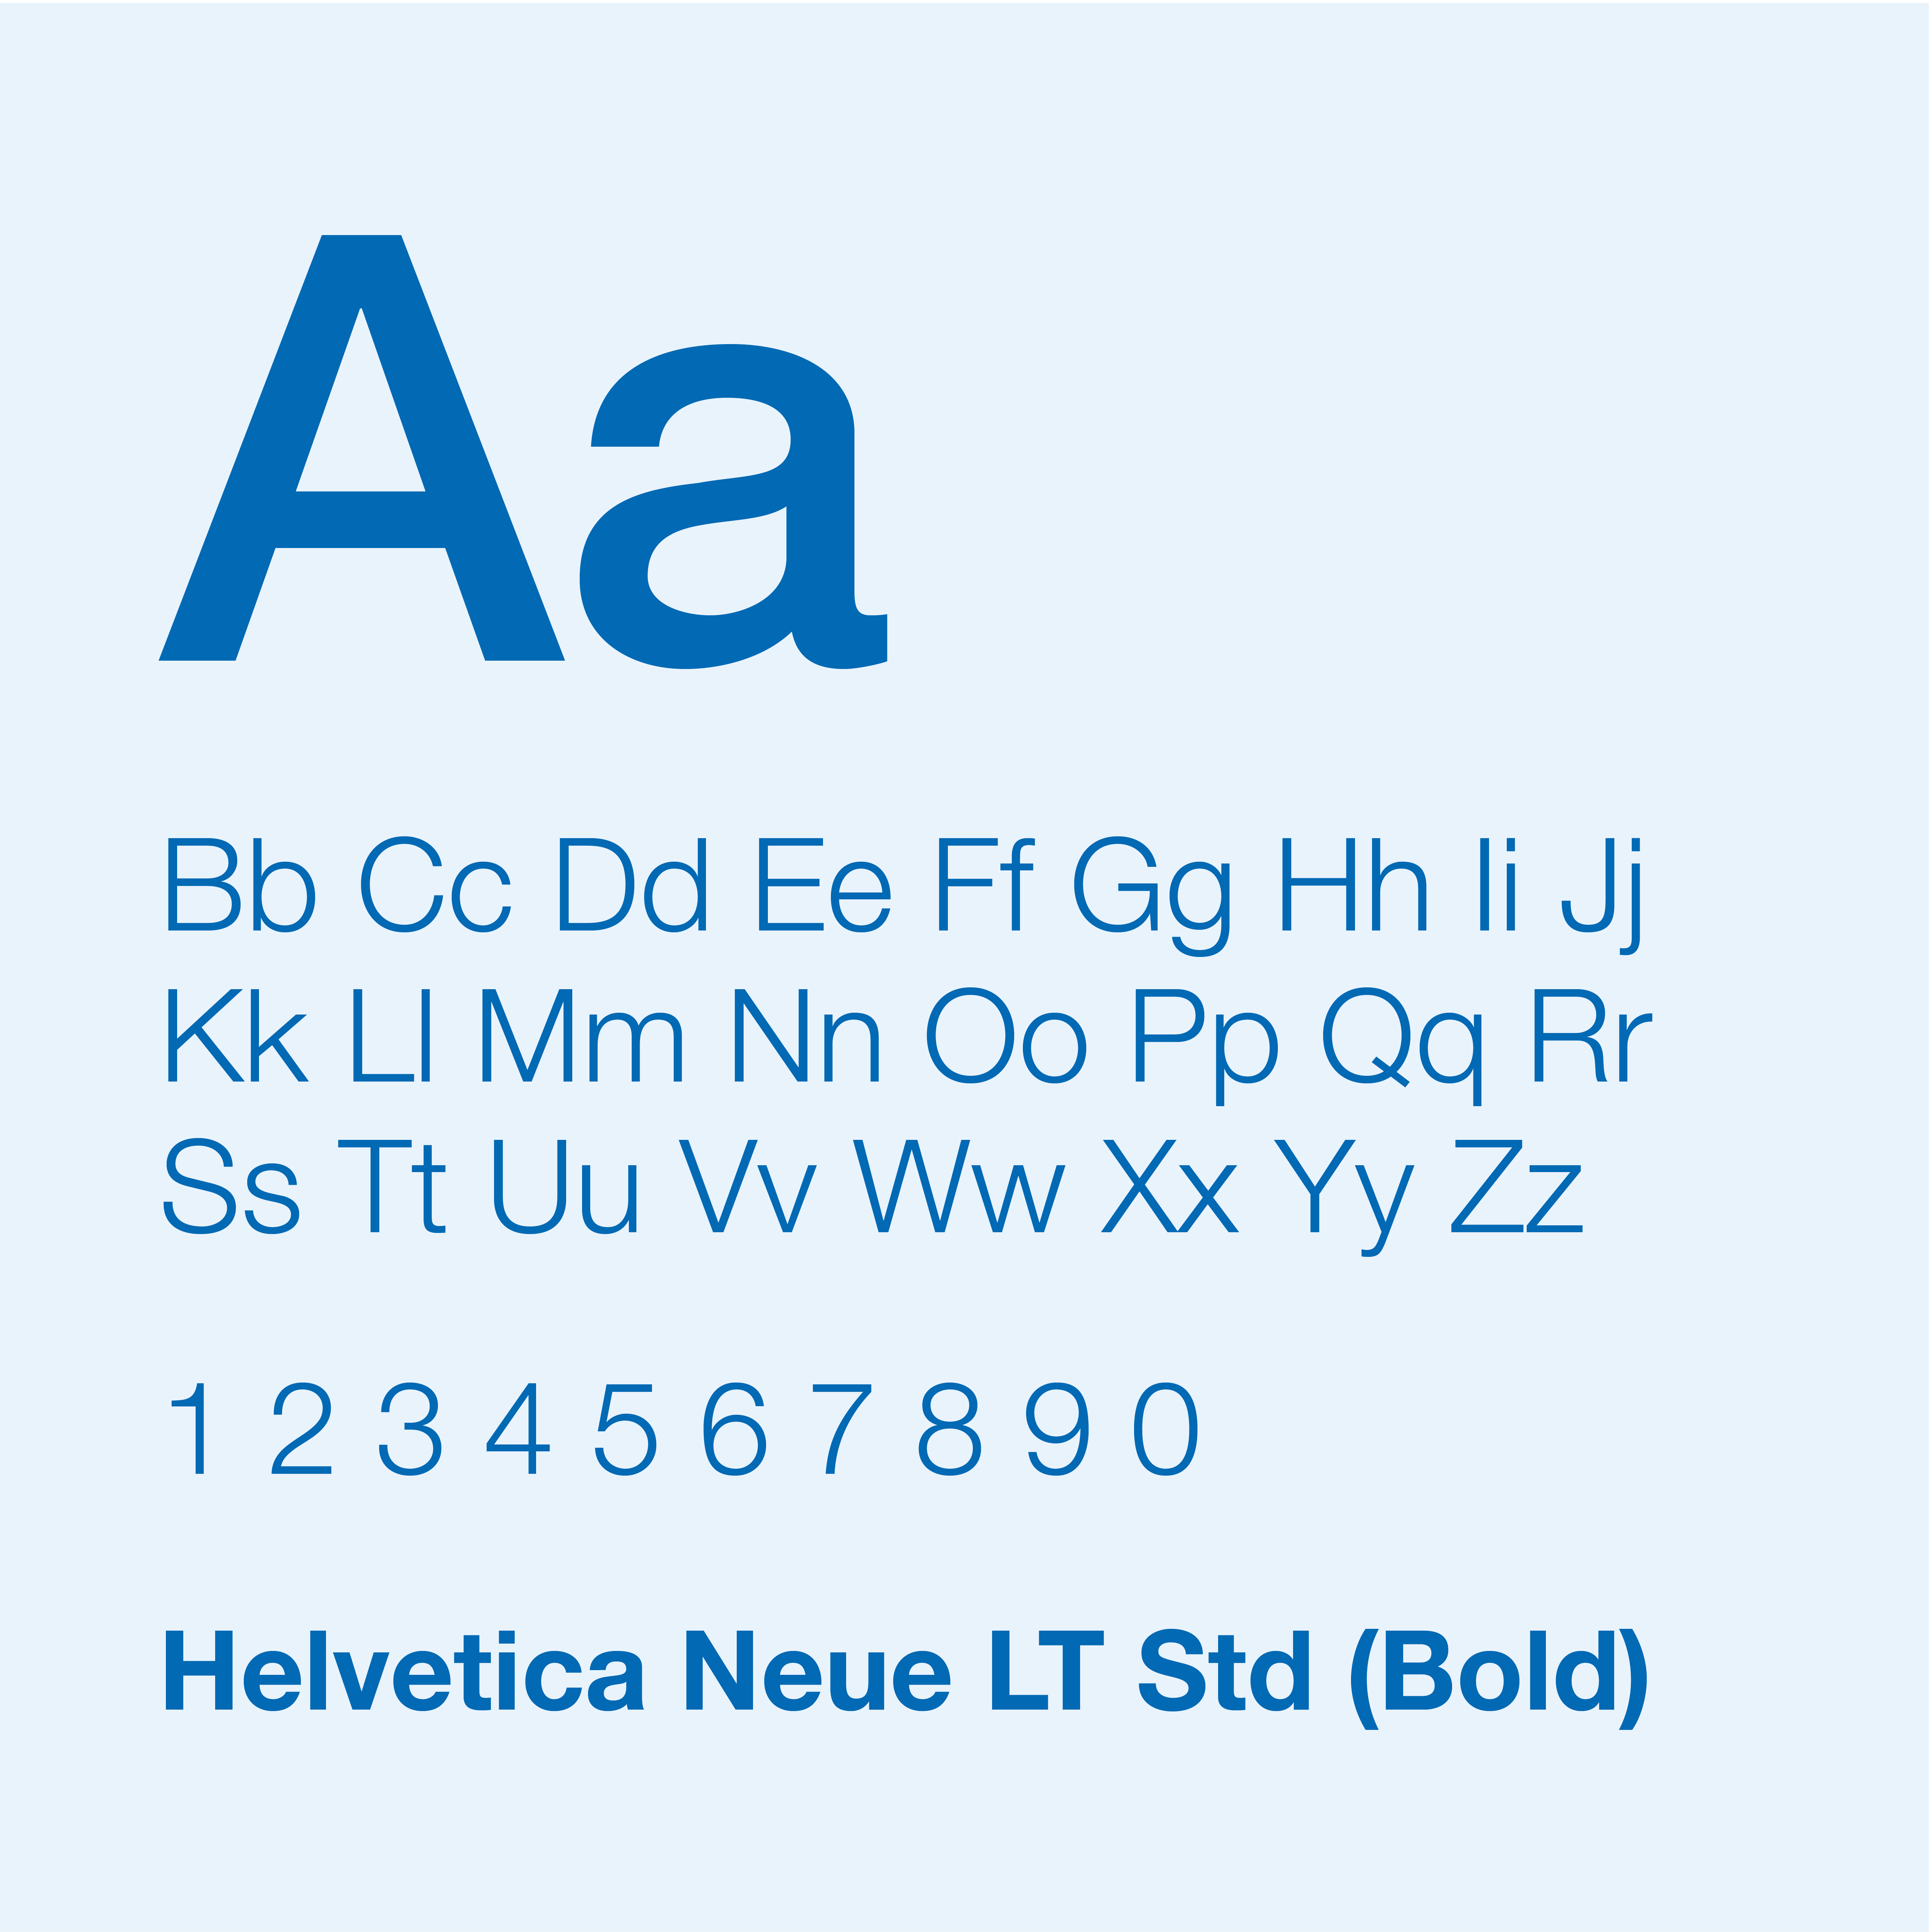 Aa
Bb Cc Dd Ee Ff Gg Hh Ii Jj
Kk Ll Mm Nn Oo Pp Qq Rr
Ss Tt Uu Vv Ww Xx Yy Zz
1 2 3 4 5 6 7 8 9 0
Helvetica Neue LT Std (Bold)